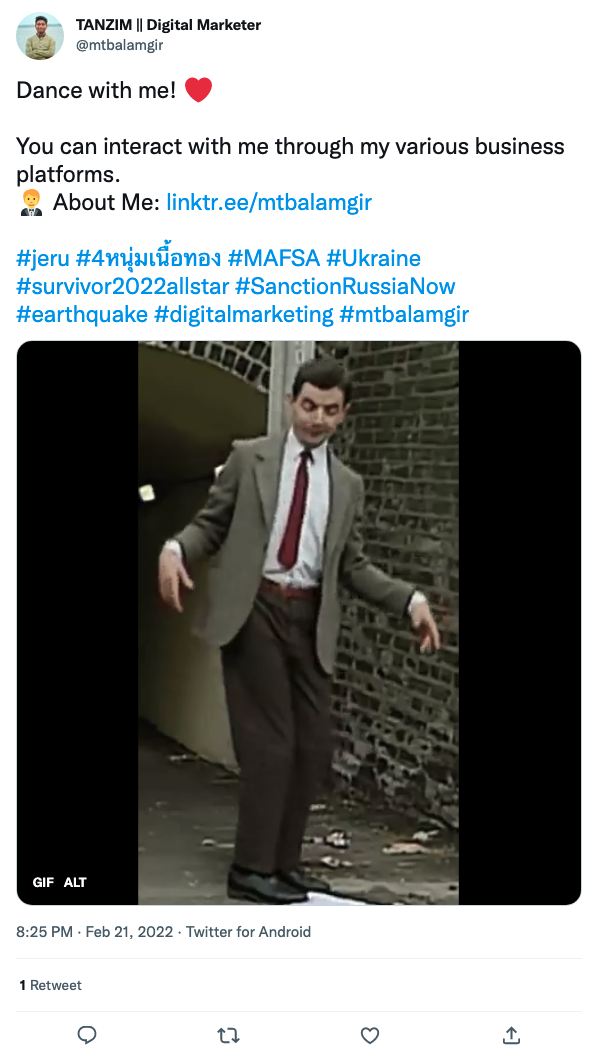 TANZIM || Digital Marketer
@mtbalamgir
Dance with me! ❤️
You can interact with me through my various business
platforms.
🤵 About Me: linktr.ee/mtbalamgir
#jeru #4หนุ่มเนื้อทอง #MAFSA #Ukraine
#survivor2022allstar #SanctionRussiaNow
#earthquake #digitalmarketing #mtbalamgir
GIF ALT
8:25 PM · Feb 21, 2022 · Twitter for Android
1 Retweet